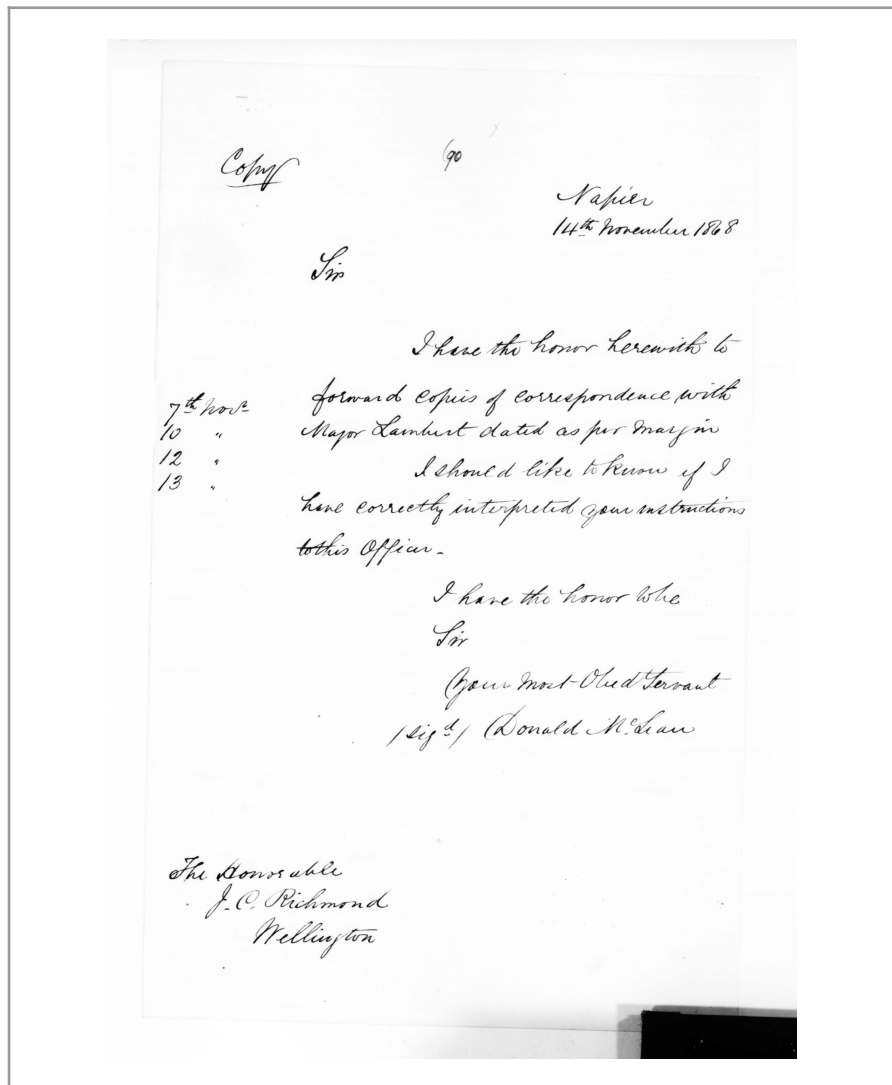 Copy
90
Napier
14th November 1868
Sir
I have the honor herewith to
forward copies of correspondence with
7th Novr
Major Lambert dated as per margin
10 "
I should like to know if I
12 "
13 "
have correctly interpreted your instructions
to this Officer -
I have the honor to be
Sir
Your most Obed Servant
/ sigd / Donald McLean
The Honorable
J. C. Richmond
Wellington